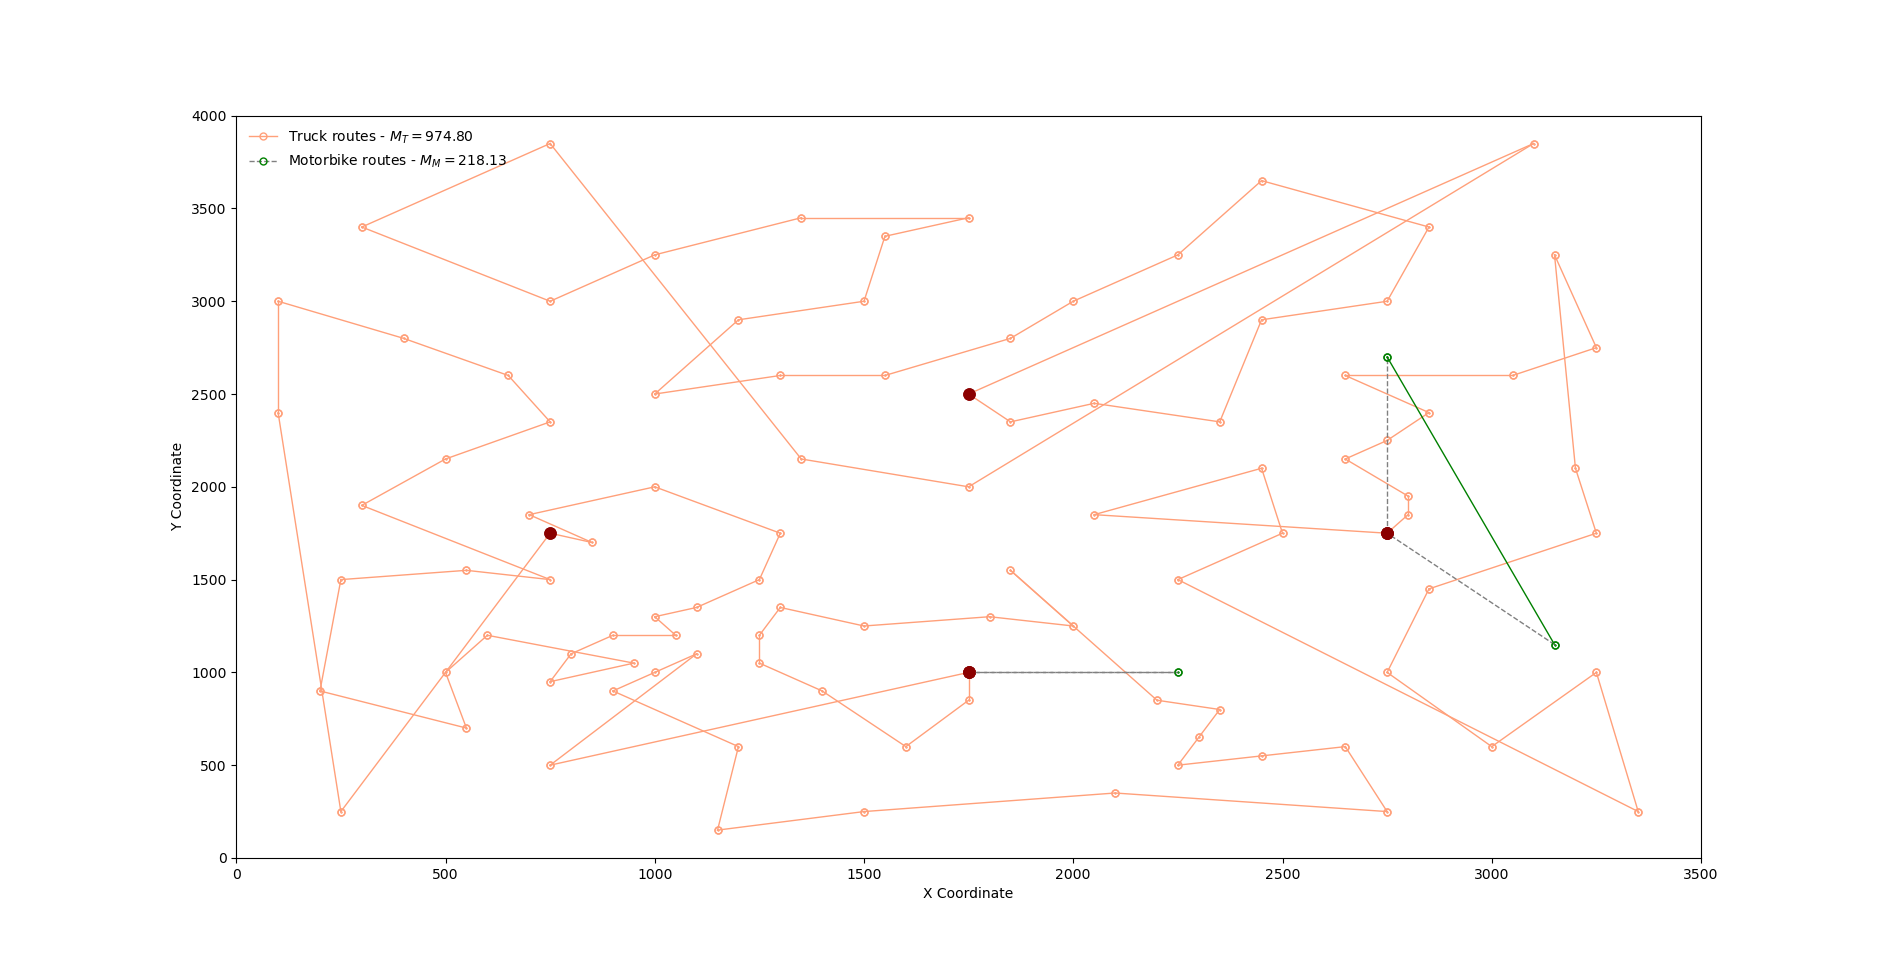 Truck routes - M_T = 974.80
Motorbike routes - M_M = 218.13
4000
3500
3000
2500
2000
1500
1000
500
0
Y Coordinate
0 500 1000 1500 2000 2500 3000 3500
X Coordinate